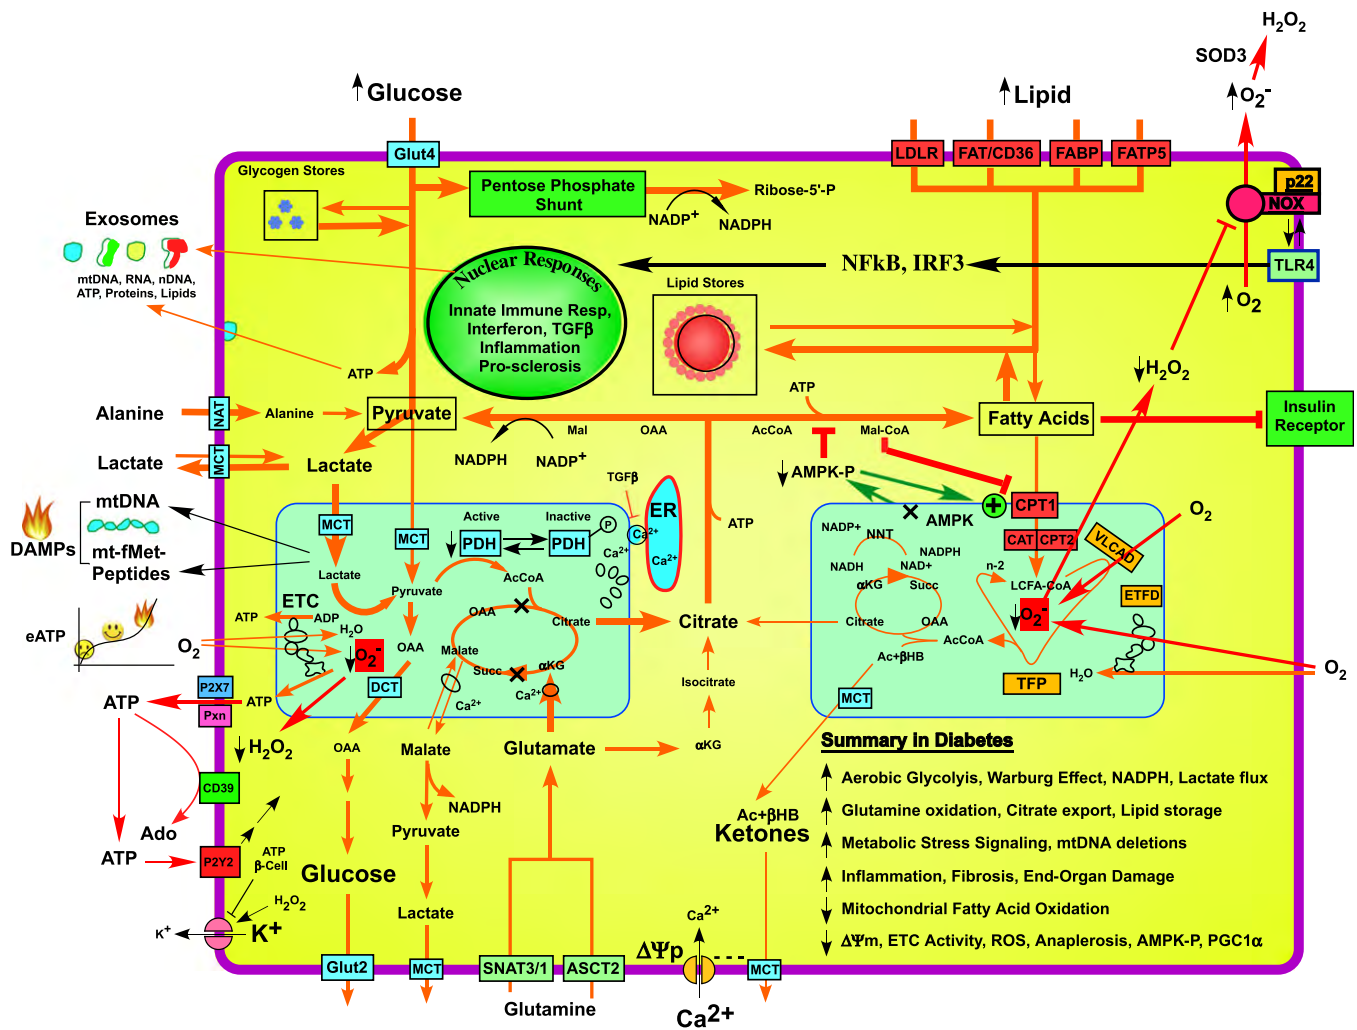 H2O2
SOD3
O2-
Glucose
Lipid
Glut4
LDLR
FAT/CD36
FABP
FATP5
Glycogen Stores
Pentose Phosphate
Shunt
Ribose-5'-P
NADP+
NADPH
p22
NOX
Exosomes
mtDNA, RNA, nDNA,
ATP, Proteins, Lipids
Nuclear Responses
Innate Immune Resp,
Interferon, TGFβ
Inflammation
Pro-sclerosis
NFkB, IRF3
TLR4
Lipid Stores
O2
ATP
H2O2
ATP
Alanine
NAT
Alanine
Pyruvate
Mal
OAA
AcCoA
Mal-CoA
Fatty Acids
Insulin
Receptor
Lactate
MCT
Lactate
NADPH
NADP+
AMPK-P
TGFβ
ER
Ca2+
Ca2+
Ca2+
ATP
AMPK
+
CPT1
CAT
CPT2
VLCAD
O2
DAMPs
mtDNA
mt-fMet-
Peptides
MCT
MCT
Active
PDH
Inactive
PDH
P
Lactate
Pyruvate
AcCoA
NADP+
NNT
NADPH
NADH
NAD+
αKG
Succ
n-2
LCFA-CoA
ETFD
eATP
O2
ETC
ATP
ADP
H2O
O2-
OAA
OAA
Malate
Citrate
Succ
αKG
Ca2+
Ca2+
DCT
Citrate
Citrate
OAA
AcCoA
Ac+βHB
O2-
TFP
H2O
O2
MCT
Isocitrate
αKG
P2X7
Pxn
ATP
ATP
H2O2
OAA
Malate
Glutamate
NADPH
Pyruvate
CD39
Ado
ATP
P2Y2
ATP
β-Cell
H2O2
K+
K+
Glucose
Lactate
Ac+βHB
Ketones
Summary in Diabetes
Aerobic Glycolyis, Warburg Effect, NADPH, Lactate flux
Glutamine oxidation, Citrate export, Lipid storage
Metabolic Stress Signaling, mtDNA deletions
Inflammation, Fibrosis, End-Organ Damage
Mitochondrial Fatty Acid Oxidation
ΔΨm, ETC Activity, ROS, Anaplerosis, AMPK-P, PGC1α
Ca2+
ΔΨp
Glut2
MCT
SNAT3/1
ASCT2
MCT
Glutamine
Ca2+